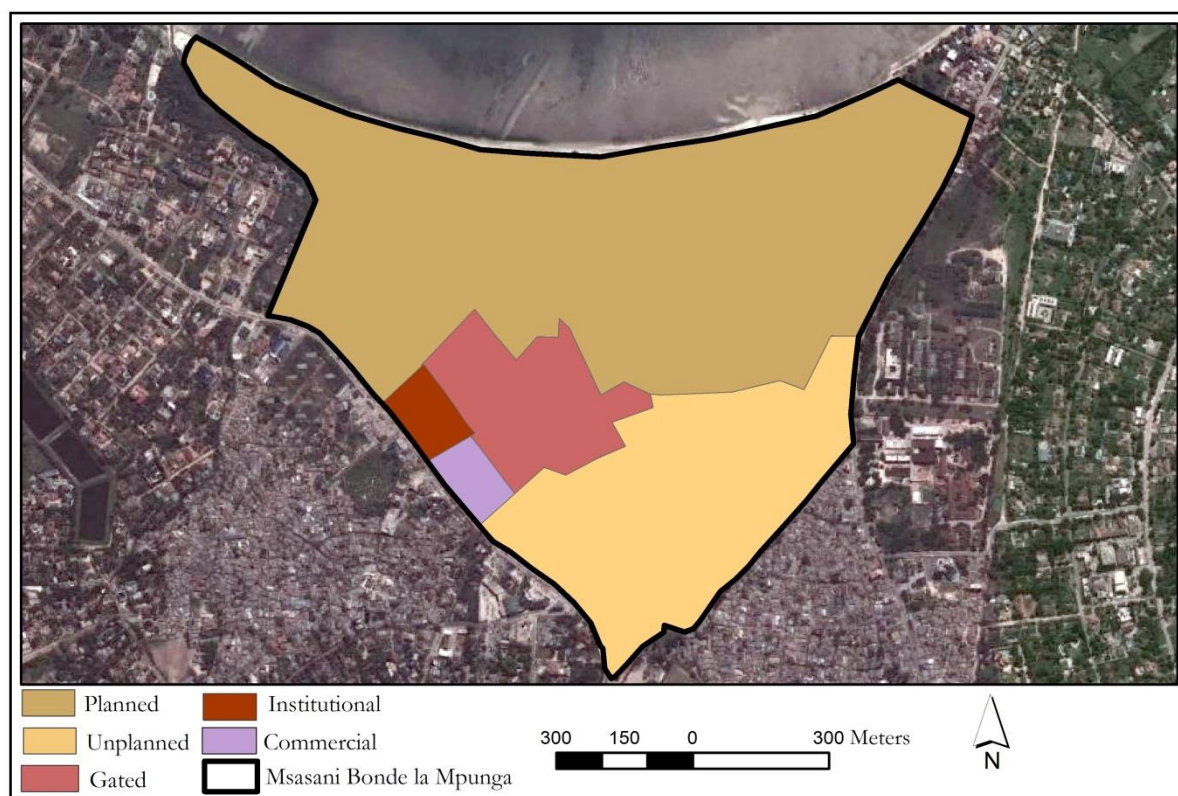 Planned
Unplanned
Gated
Institutional
Commercial
Msasani Bonde la Mpunga
300 150 0 300 Meters
N